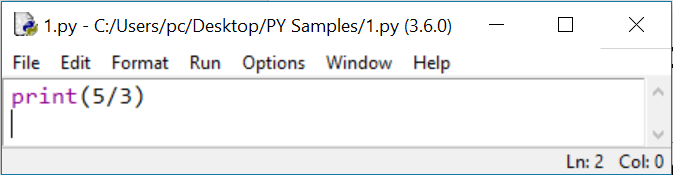 1.py - C:/Users/pc/Desktop/PY Samples/1.py (3.6.0)
File Edit Format Run Options Window Help
print(5/3)
Ln: 2 Col: 0